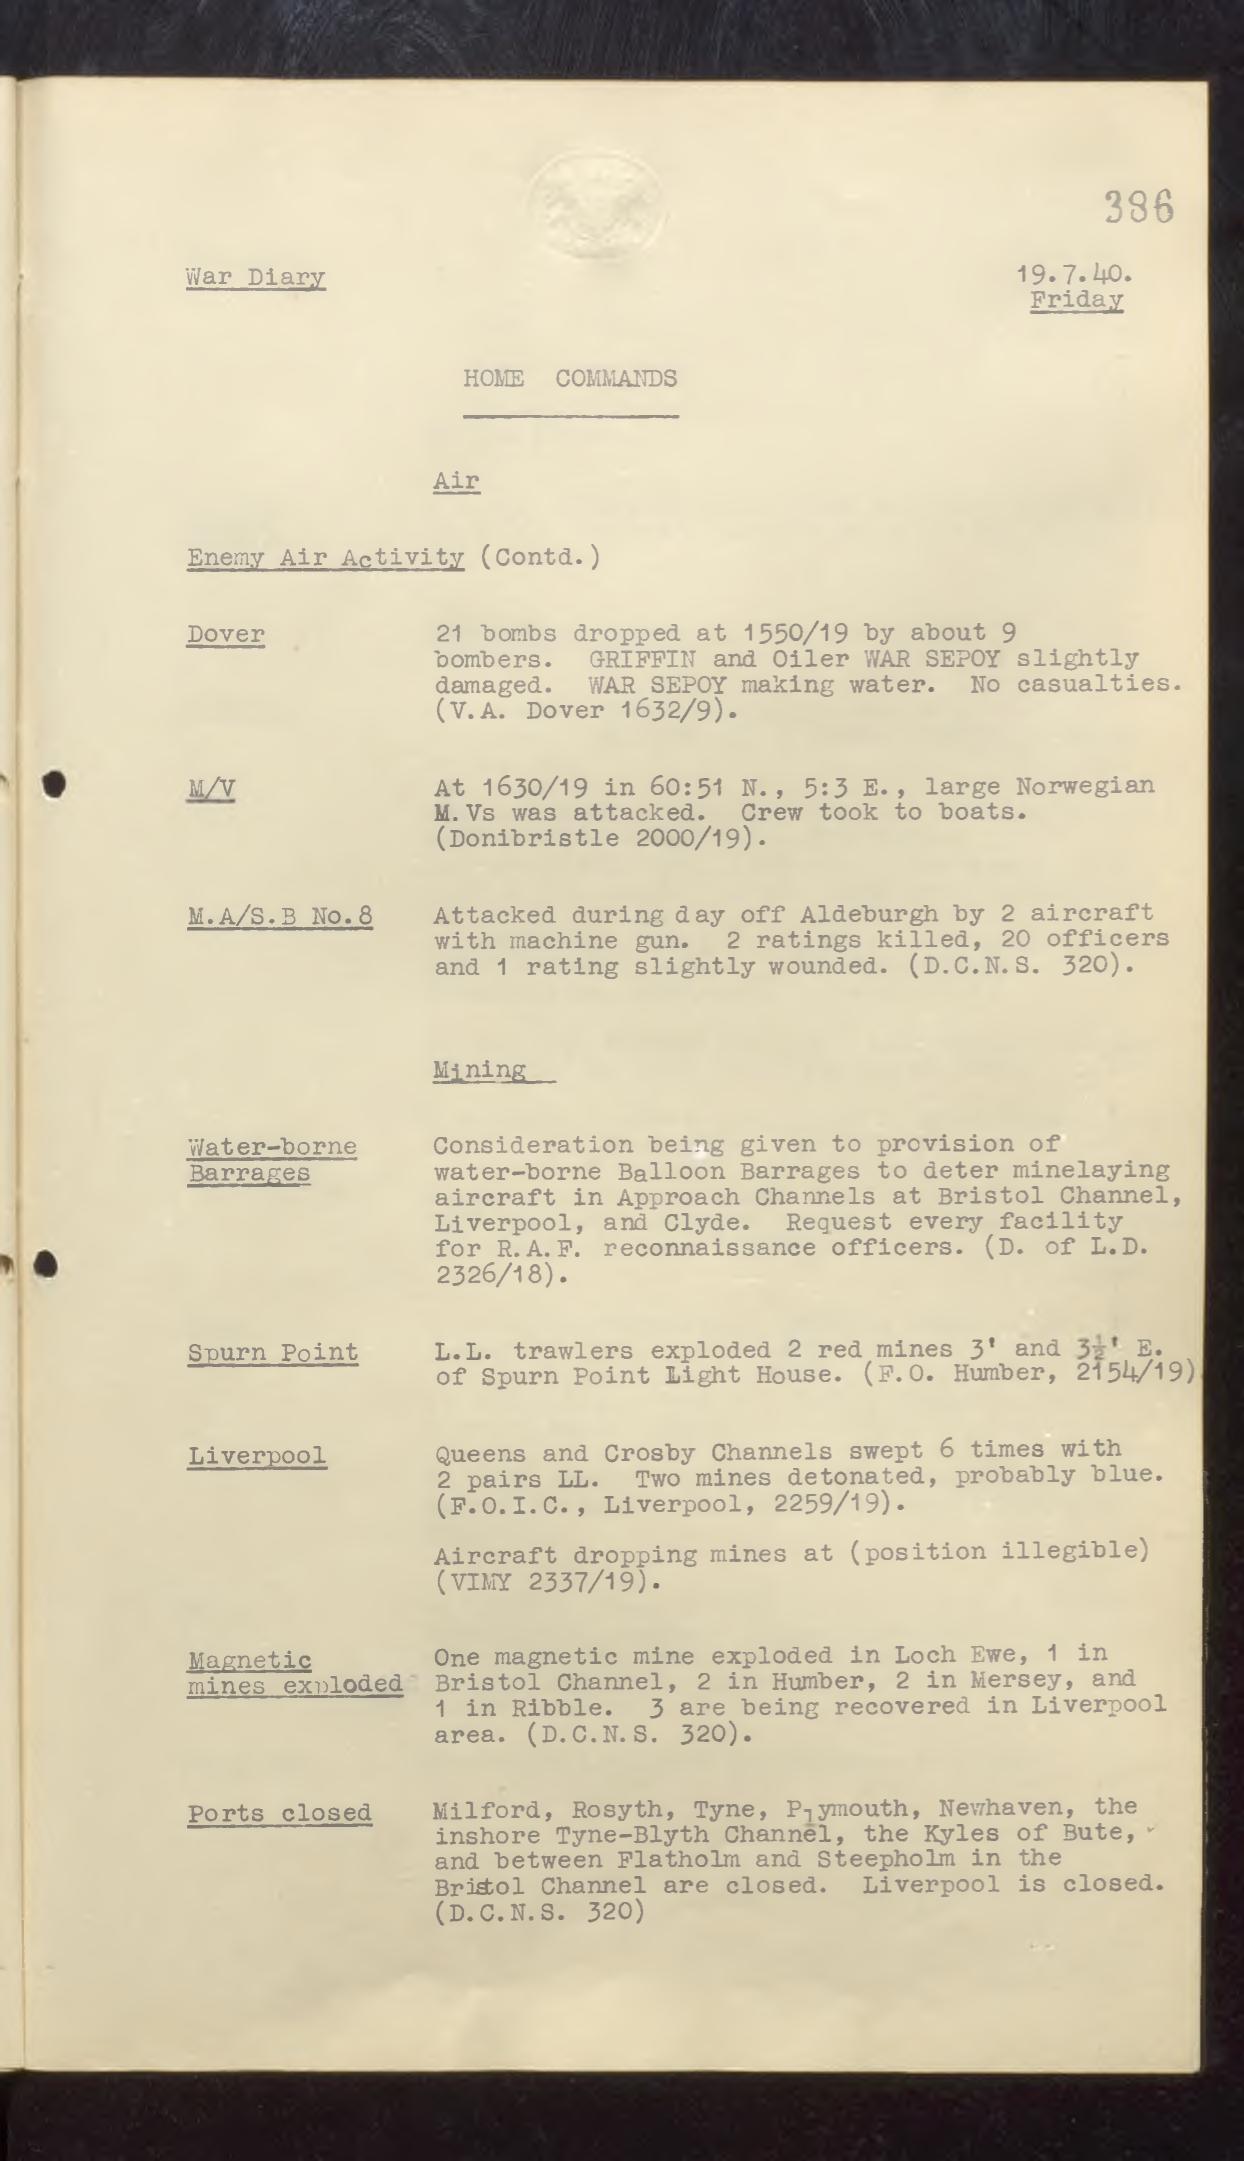 386
War Diary
19.7.40.
Friday
HOME COMMANDS
Air
Enemy Air Activity (Contd.)
Dover
21 bombs dropped at 1550/19 by about 9
bombers. GRIFFIN and Oiler WAR SEPOY slightly
damaged. WAR SEPOY making water. No casualties.
(V.A. Dover 1632/9).
M/V
At 1630/19 in 60:51 N., 5:3 E., large Norwegian
M.Vs was attacked. Crew took to boats.
(Donibristle 2000/19).
M.A/S.B No.8
Attacked during day off Aldeburgh by 2 aircraft
with machine gun. 2 ratings killed, 20 officers
and 1 rating slightly wounded. (D.C.N.S. 320).
Mining
Water-borne
Barrages
Consideration being given to provision of
water-borne Balloon Barrages to deter minelaying
aircraft in Approach Channels at Bristol Channel,
Liverpool, and Clyde. Request every facility
for R.A.F. reconnaissance officers. (D. of L.D.
2326/18).
Spurn Point
L.L. trawlers exploded 2 red mines 3' and 3½' E.
of Spurn Point Light House. (F.O. Humber, 2154/19)
Liverpool
Queens and Crosby Channels swept 6 times with
2 pairs LL. Two mines detonated, probably blue.
(F.O.I.C., Liverpool, 2259/19).
Aircraft dropping mines at (position illegible)
(VIMY 2337/19).
Magnetic
mines exploded
One magnetic mine exploded in Loch Ewe, 1 in
Bristol Channel, 2 in Humber, 2 in Mersey, and
1 in Ribble. 3 are being recovered in Liverpool
area. (D.C.N.S. 320).
Ports closed
Milford, Rosyth, Tyne, Plymouth, Newhaven, the
inshore Tyne-Blyth Channel, the Kyles of Bute,
and between Flatholm and Steepholm in the
Bristol Channel are closed. Liverpool is closed.
(D.C.N.S. 320)